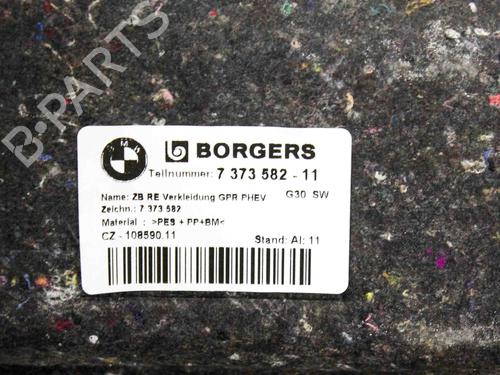 B-PARTS
BMW
BORGERS
Teilnummer: 7 373 582 - 11
Name: ZB RE Verkleidung GPR PHEV G30 SW
Zeichn.: 7 373 582
Material : >PES + PP+BM<
CZ - 108590.11
Stand: AI: 11